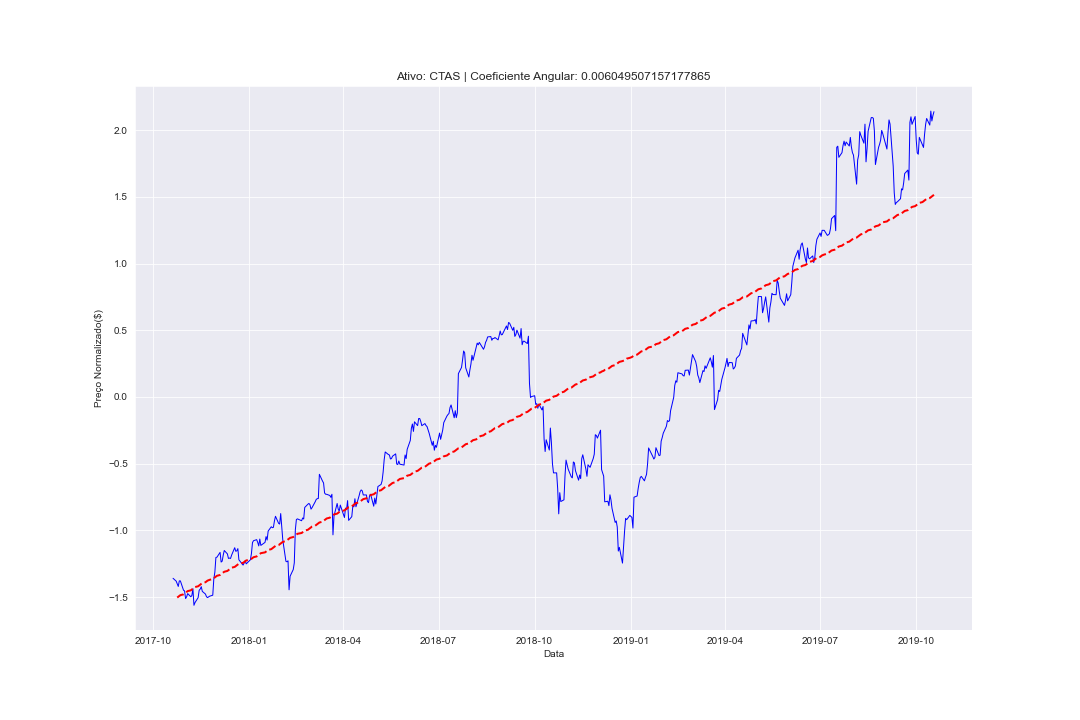 Ativo: CTAS | Coeficiente Angular: 0.006049507157177865
2.0
1.5
1.0
0.5
0.0
−0.5
−1.0
−1.5
Preço Normalizado($)
2017-10 2018-01 2018-04 2018-07 2018-10 2019-01 2019-04 2019-07 2019-10
Data